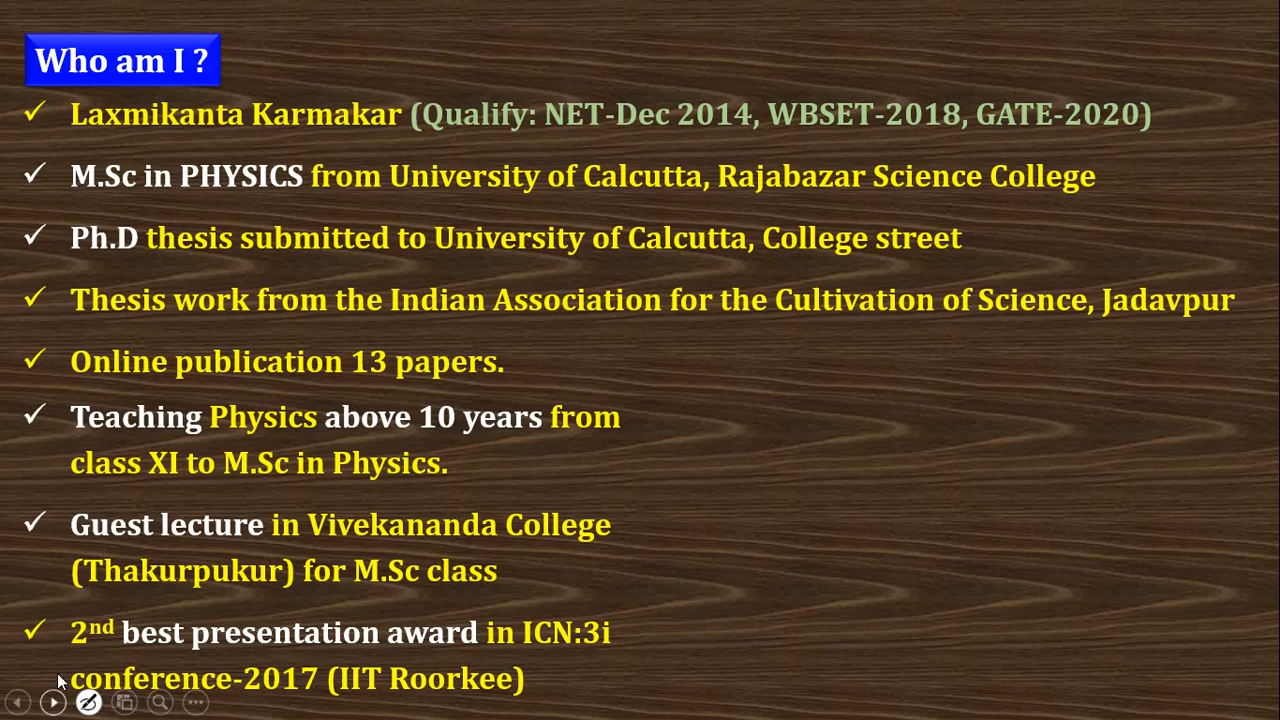 Who am I ?
✓ Laxmikanta Karmakar (Qualify: NET-Dec 2014, WBSET-2018, GATE-2020)
✓ M.Sc in PHYSICS from University of Calcutta, Rajabazar Science College
✓ Ph.D thesis submitted to University of Calcutta, College street
✓ Thesis work from the Indian Association for the Cultivation of Science, Jadavpur
✓ Online publication 13 papers.
✓ Teaching Physics above 10 years from
class XI to M.Sc in Physics.
✓ Guest lecture in Vivekananda College
(Thakurpukur) for M.Sc class
✓ 2nd best presentation award in ICN:3i
conference-2017 (IIT Roorkee)